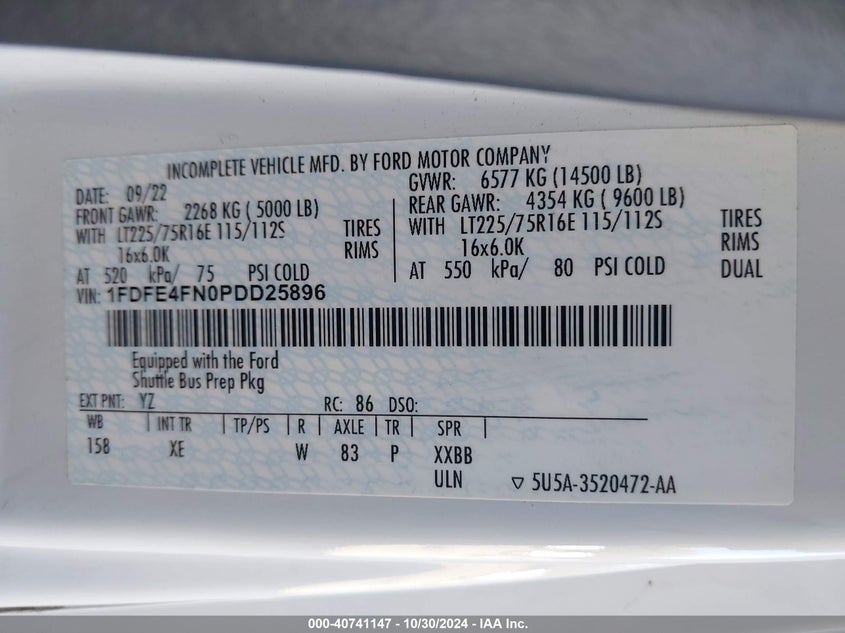 INCOMPLETE VEHICLE MFD. BY FORD MOTOR COMPANY
DATE: 09/22
GVWR: 6577 KG (14500 LB)
FRONT GAWR: 2268 KG ( 5000 LB)
REAR GAWR: 4354 KG ( 9600 LB)
WITH LT225/75R16E 115/112S TIRES
WITH LT225/75R16E 115/112S TIRES
16x6.0K RIMS
16x6.0K RIMS
AT 520 kPa/ 75 PSI COLD
AT 550 kPa/ 80 PSI COLD DUAL
VIN: 1FDFE4FN0PDD25896
Equipped with the Ford
Shuttle Bus Prep Pkg
EXT PNT: YZ RC: 86 DSO:
WB INT TR TP/PS R AXLE TR SPR
158 XE W 83 P XXBB
ULN ▽ 5U5A-3520472-AA
000-40741147 - 10/30/2024 - IAA Inc.